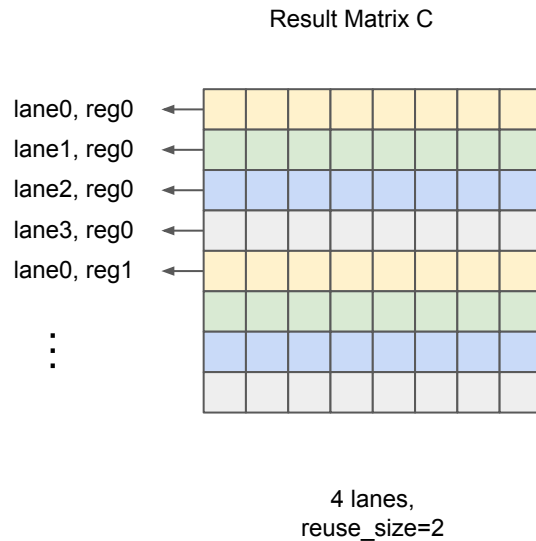 Result Matrix C
lane0, reg0
lane1, reg0
lane2, reg0
lane3, reg0
lane0, reg1
⋮
4 lanes,
reuse_size=2